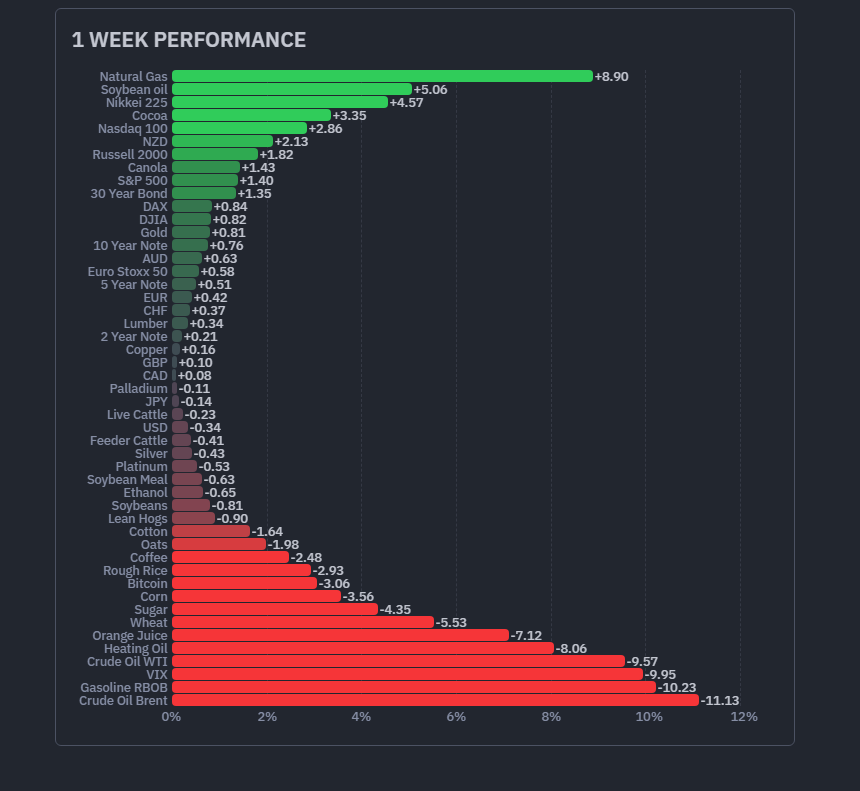 1 WEEK PERFORMANCE
Natural Gas +8.90
Soybean oil +5.06
Nikkei 225 +4.57
Cocoa +3.35
Nasdaq 100 +2.86
NZD +2.13
Russell 2000 +1.82
Canola +1.43
S&P 500 +1.40
30 Year Bond +1.35
DAX +0.84
DJIA +0.82
Gold +0.81
10 Year Note +0.76
AUD +0.63
Euro Stoxx 50 +0.58
5 Year Note +0.51
EUR +0.42
CHF +0.37
Lumber +0.34
2 Year Note +0.21
Copper +0.16
GBP +0.10
CAD +0.08
Palladium -0.11
JPY -0.14
Live Cattle -0.23
USD -0.34
Feeder Cattle -0.41
Silver -0.43
Platinum -0.53
Soybean Meal -0.63
Ethanol -0.65
Soybeans -0.81
Lean Hogs -0.90
Cotton -1.64
Oats -1.98
Coffee -2.48
Rough Rice -2.93
Bitcoin -3.06
Corn -3.56
Sugar -4.35
Wheat -5.53
Orange Juice -7.12
Heating Oil -8.06
Crude Oil WTI -9.57
VIX -9.95
Gasoline RBOB -10.23
Crude Oil Brent -11.13
0% 2% 4% 6% 8% 10% 12%